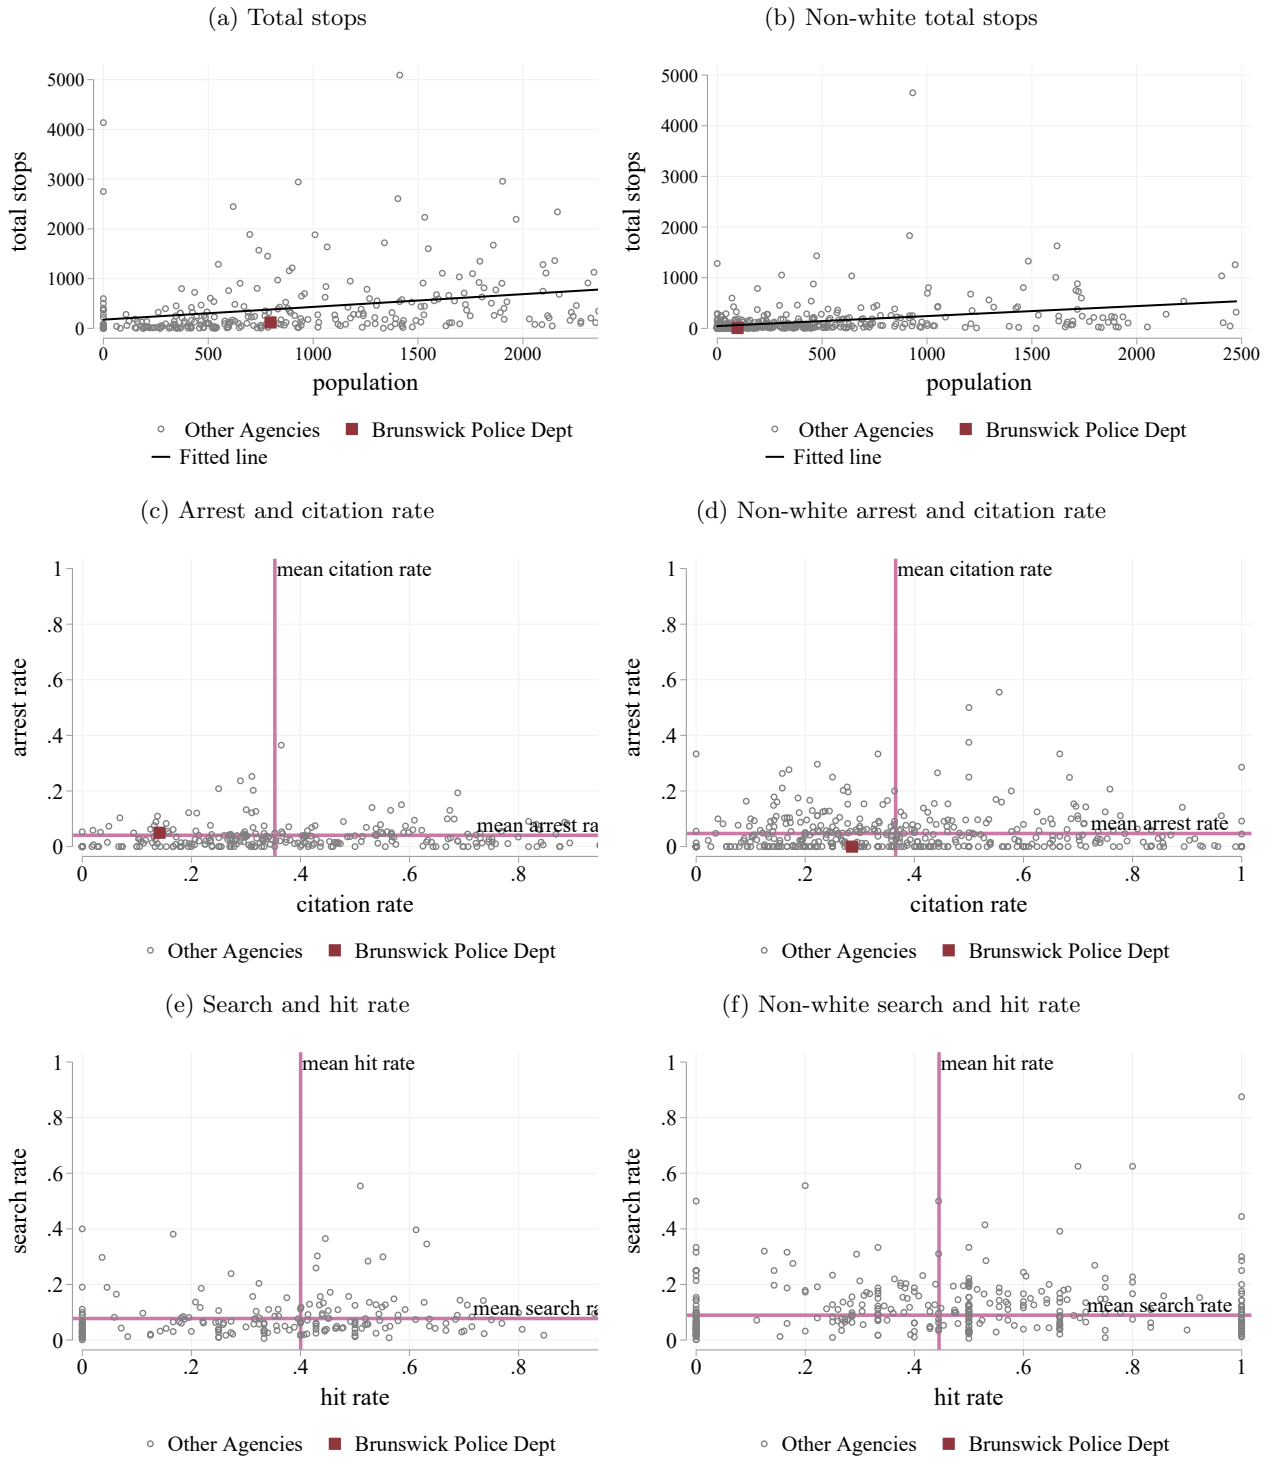 (a) Total stops
(b) Non-white total stops
5000
4000
3000
2000
1000
0
total stops
0 500 1000 1500 2000
population
Other Agencies Brunswick Police Dept
Fitted line
5000
4000
3000
2000
1000
0
total stops
0 500 1000 1500 2000 2500
population
Other Agencies Brunswick Police Dept
Fitted line
(c) Arrest and citation rate
(d) Non-white arrest and citation rate
1
.8
.6
.4
.2
0
arrest rate
mean citation rate
mean arrest ra
0 .2 .4 .6 .8
citation rate
Other Agencies Brunswick Police Dept
1
.8
.6
.4
.2
0
arrest rate
mean citation rate
mean arrest rate
0 .2 .4 .6 .8 1
citation rate
Other Agencies Brunswick Police Dept
(e) Search and hit rate
(f) Non-white search and hit rate
1
.8
.6
.4
.2
0
search rate
mean hit rate
mean search ra
0 .2 .4 .6 .8
hit rate
Other Agencies Brunswick Police Dept
1
.8
.6
.4
.2
0
search rate
mean hit rate
mean search rate
0 .2 .4 .6 .8 1
hit rate
Other Agencies Brunswick Police Dept